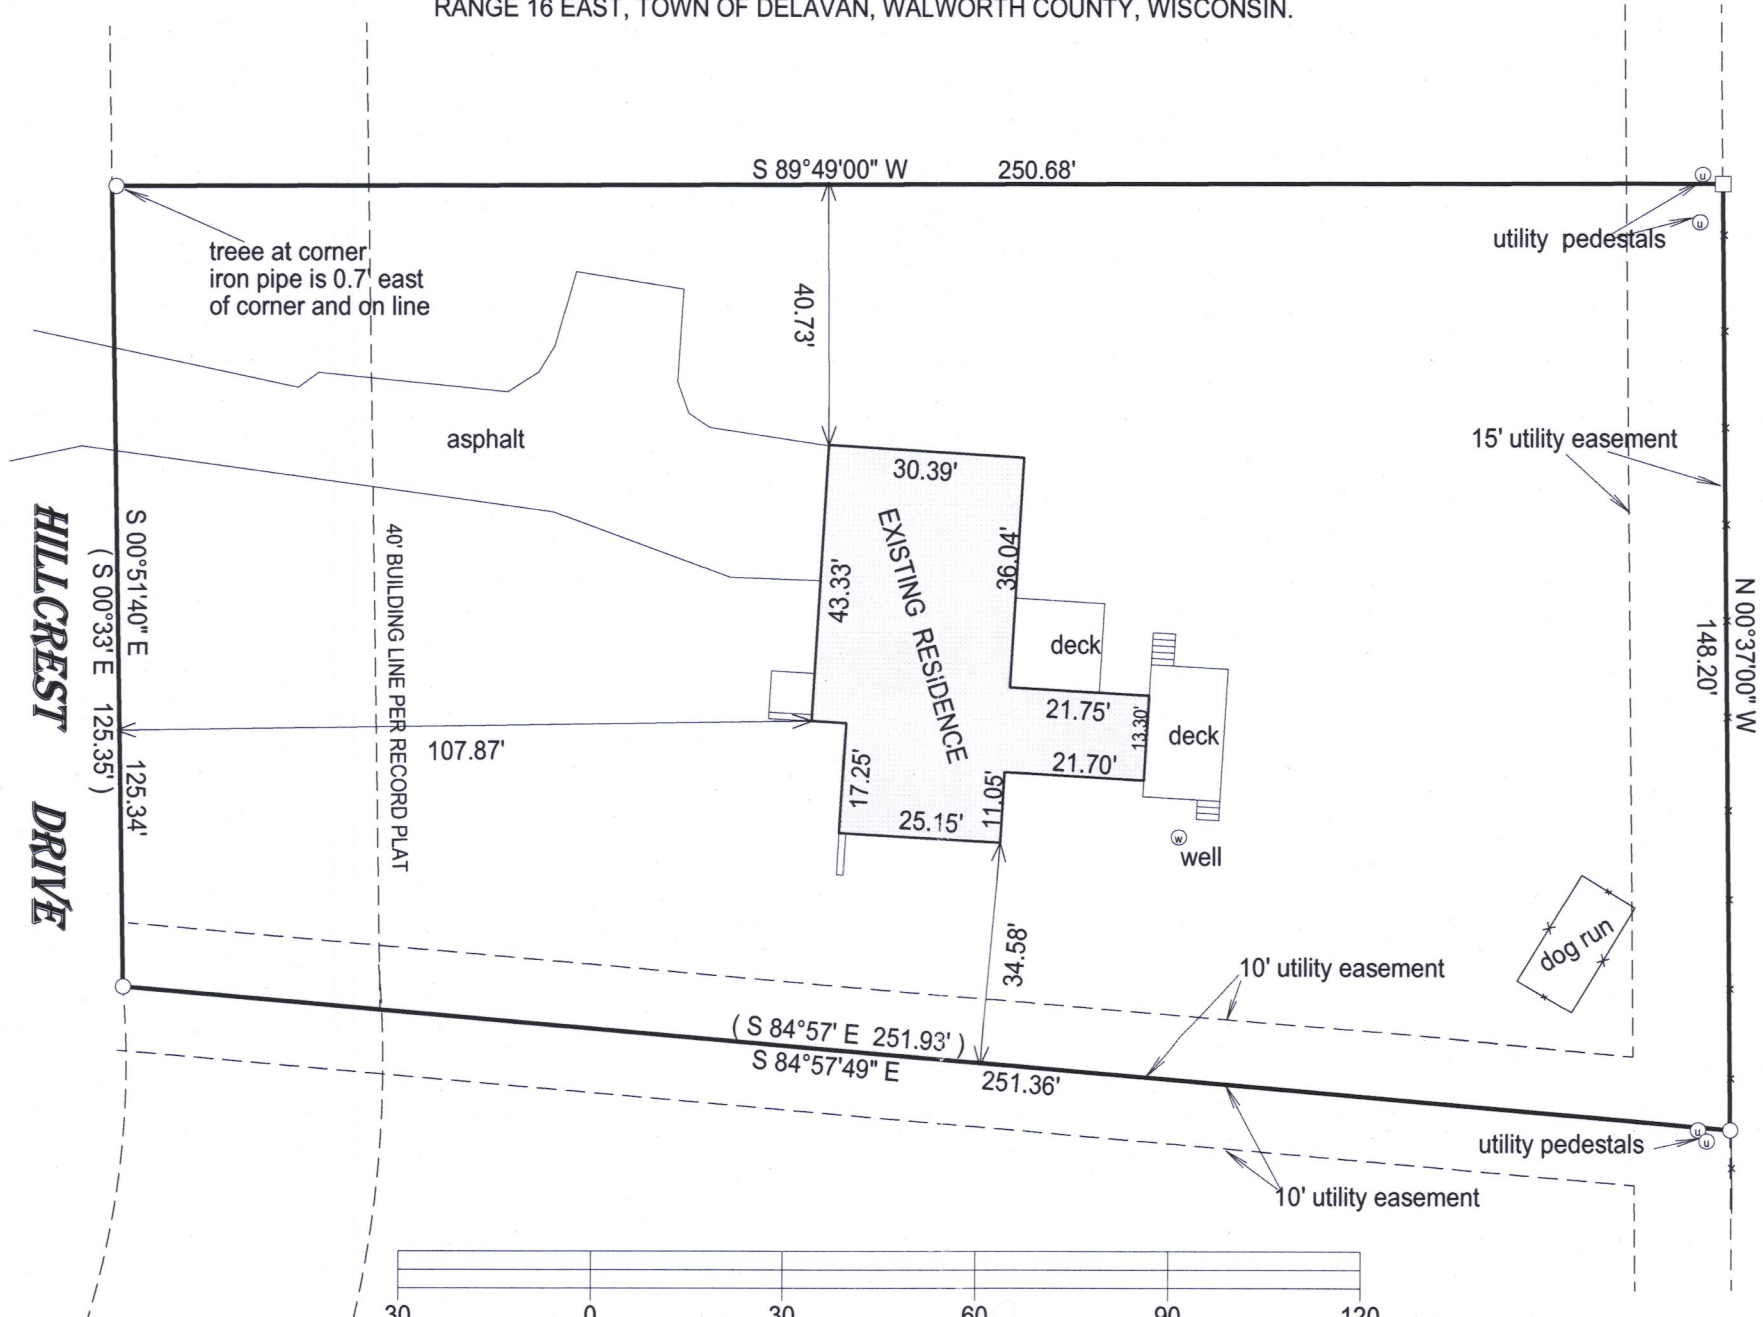 RANGE 16 EAST, TOWN OF DELAVAN, WALWORTH COUNTY, WISCONSIN.
S 89°49'00" W 250.68'
u
u
utility pedestals
treee at corner
iron pipe is 0.7' east
of corner and on line
40.73'
asphalt
15' utility easement
30.39'
EXISTING RESIDENCE
43.33'
36.04'
deck
21.75'
13.30'
deck
21.70'
17.25'
11.05'
25.15'
w
well
HILLCREST DRIVE
S 00°51'40" E 125.34'
( S 00°33' E 125.35' )
40' BUILDING LINE PER RECORD PLAT
107.87'
N 00°37'00" W
148.20'
dog run
34.58'
10' utility easement
( S 84°57' E 251.93' )
S 84°57'49" E 251.36'
u
u
utility pedestals
10' utility easement
30 0 30 60 90 120